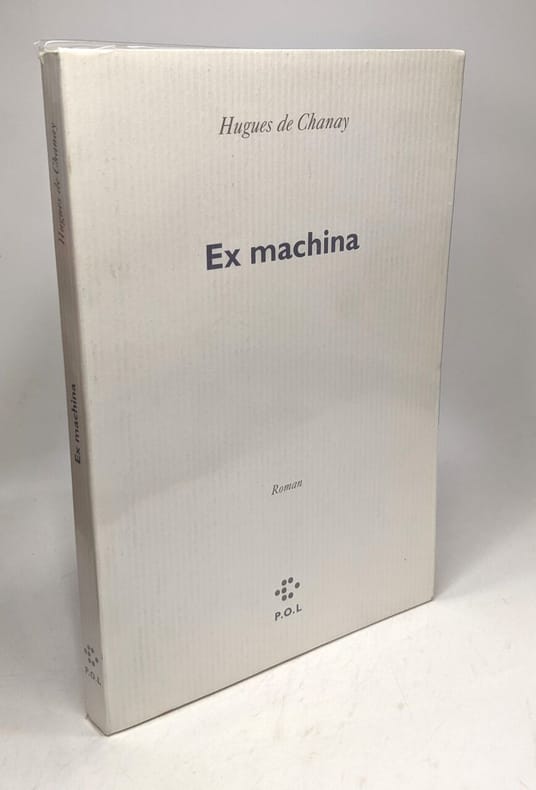 Hugues de Chanay
Ex machina
Roman
P.O.L
Hugues de Chanay
Ex machina
P.O.L